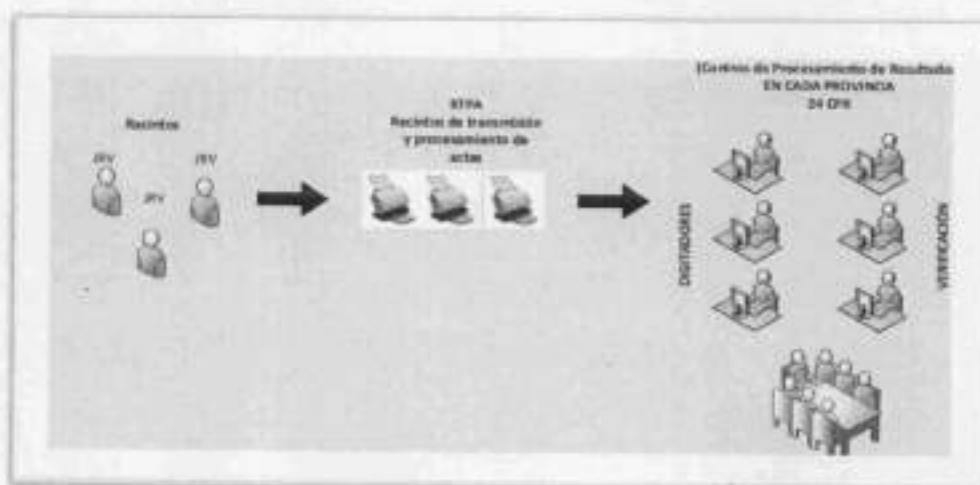 Recintos
JRV
JRV
JRV
RTPA
Recintos de transmisión
y procesamiento de
actas
(Centros de Procesamiento de Resultado
EN CADA PROVINCIA
24 CPR
DIGITADORES
VERIFICACIÓN